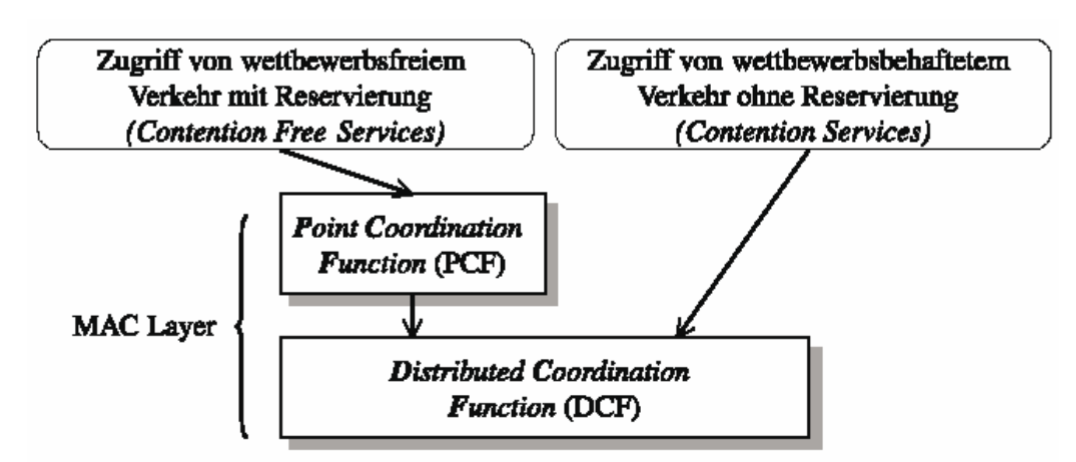 Zugriff von wettbewerbsfreiem
Verkehr mit Reservierung
(Contention Free Services)
Zugriff von wettbewerbsbehaftetem
Verkehr ohne Reservierung
(Contention Services)
Point Coordination
Function (PCF)
MAC Layer
Distributed Coordination
Function (DCF)